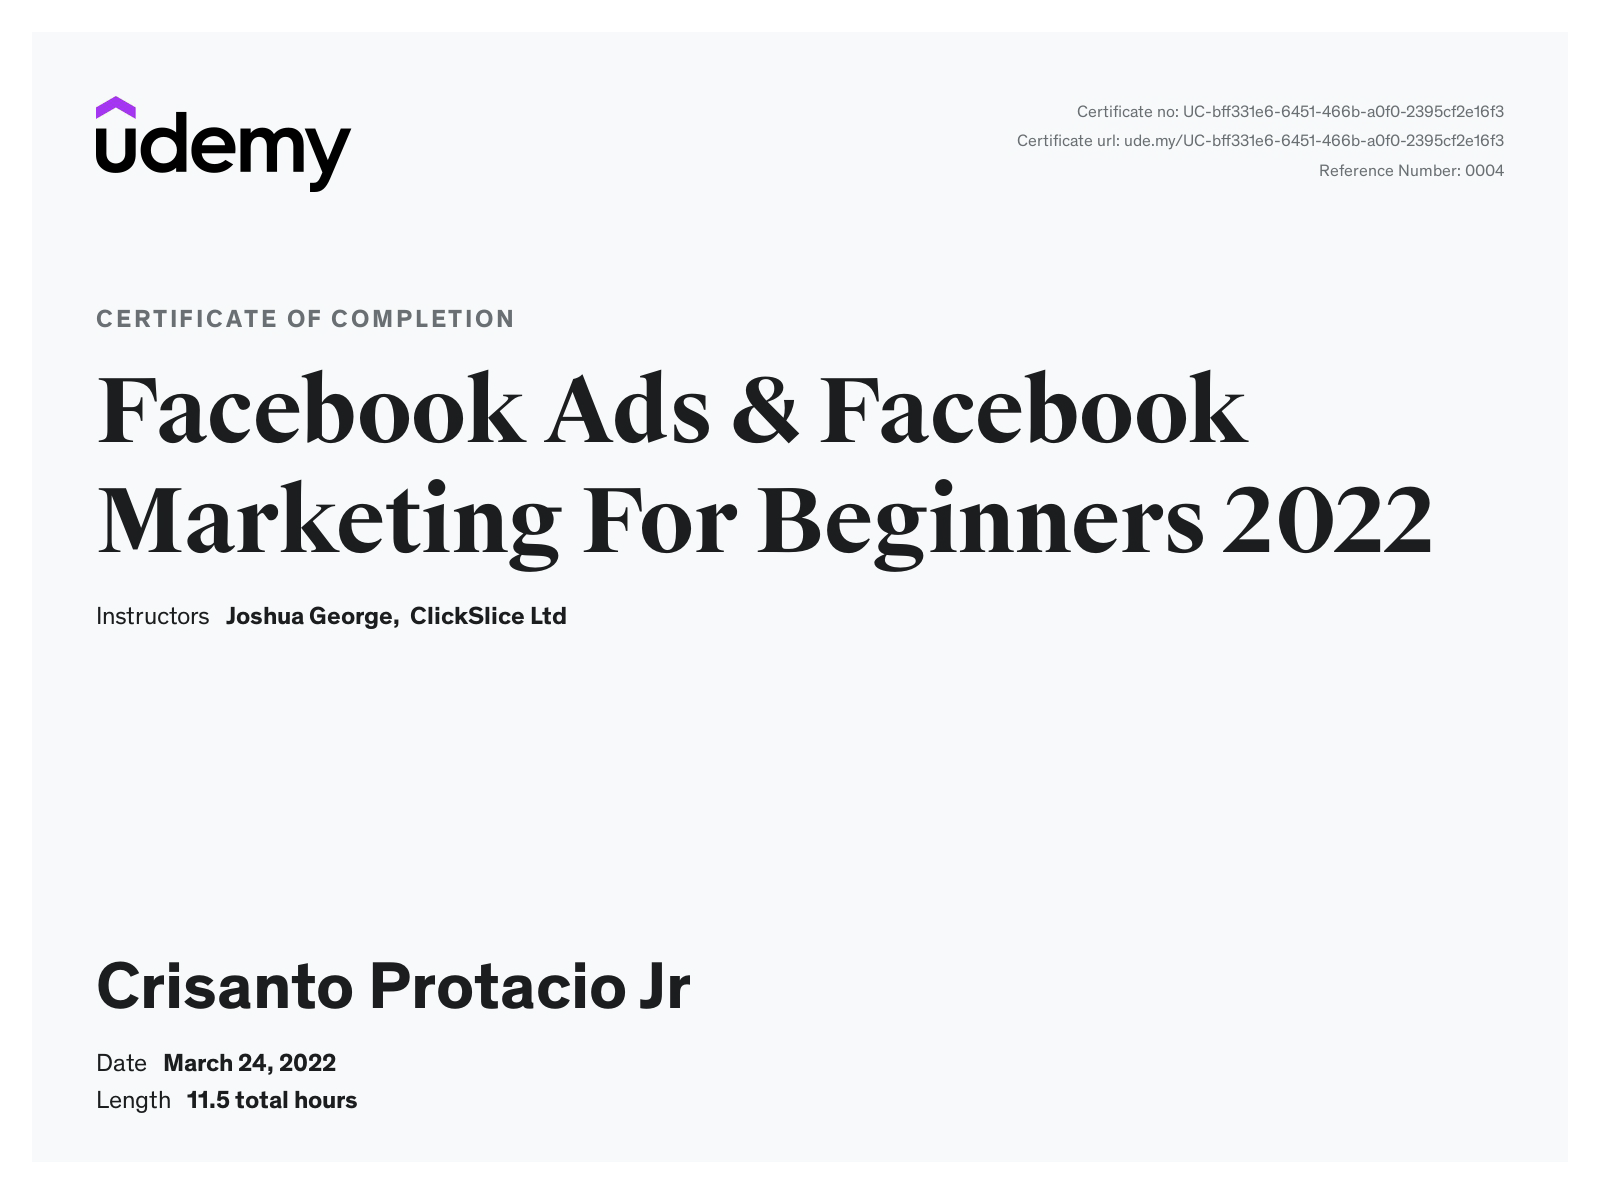 udemy
Certificate no: UC-bff331e6-6451-466b-a0f0-2395cf2e16f3
Certificate url: ude.my/UC-bff331e6-6451-466b-a0f0-2395cf2e16f3
Reference Number: 0004
CERTIFICATE OF COMPLETION
Facebook Ads & Facebook
Marketing For Beginners 2022
Instructors Joshua George, ClickSlice Ltd
Crisanto Protacio Jr
Date March 24, 2022
Length 11.5 total hours